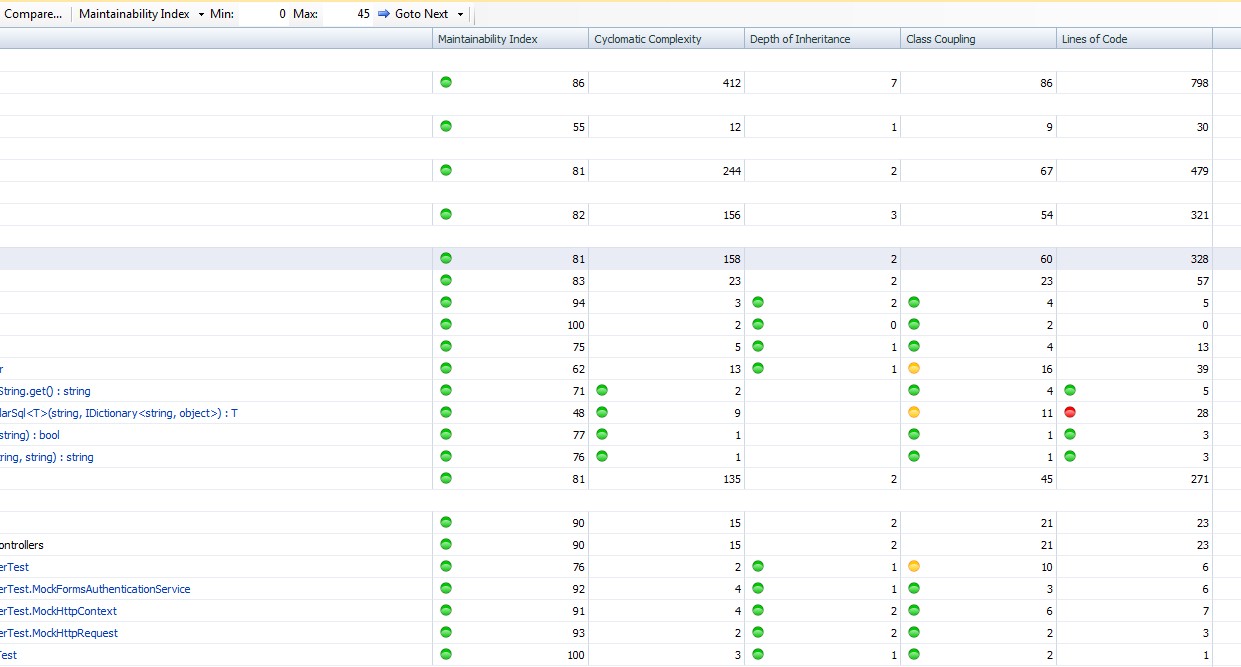 Compare... Maintainability Index Min: 0 Max: 45 Goto Next
Maintainability Index Cyclomatic Complexity Depth of Inheritance Class Coupling Lines of Code
86 412 7 86 798
55 12 1 9 30
81 244 2 67 479
82 156 3 54 321
81 158 2 60 328
83 23 2 23 57
94 3 2 4 5
100 2 0 2 0
75 5 1 4 13
r 62 13 1 16 39
String.get() : string 71 2 4 5
larSql<T>(string, IDictionary<string, object>) : T 48 9 11 28
string) : bool 77 1 1 3
ring, string) : string 76 1 1 3
81 135 2 45 271
90 15 2 21 23
ontrollers 90 15 2 21 23
erTest 76 2 1 10 6
erTest.MockFormsAuthenticationService 92 4 1 3 6
erTest.MockHttpContext 91 4 2 6 7
erTest.MockHttpRequest 93 2 2 2 3
Test 100 3 1 2 1